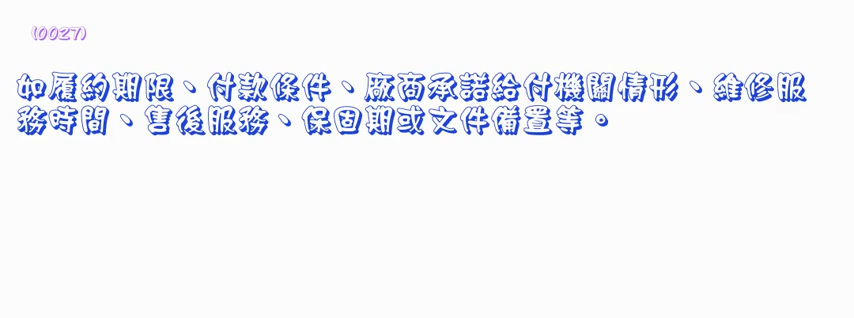 (0027)
如履約期限、付款條件、廠商承諾給付機關情形、維修服
務時間、售後服務、保固期或文件備置等。